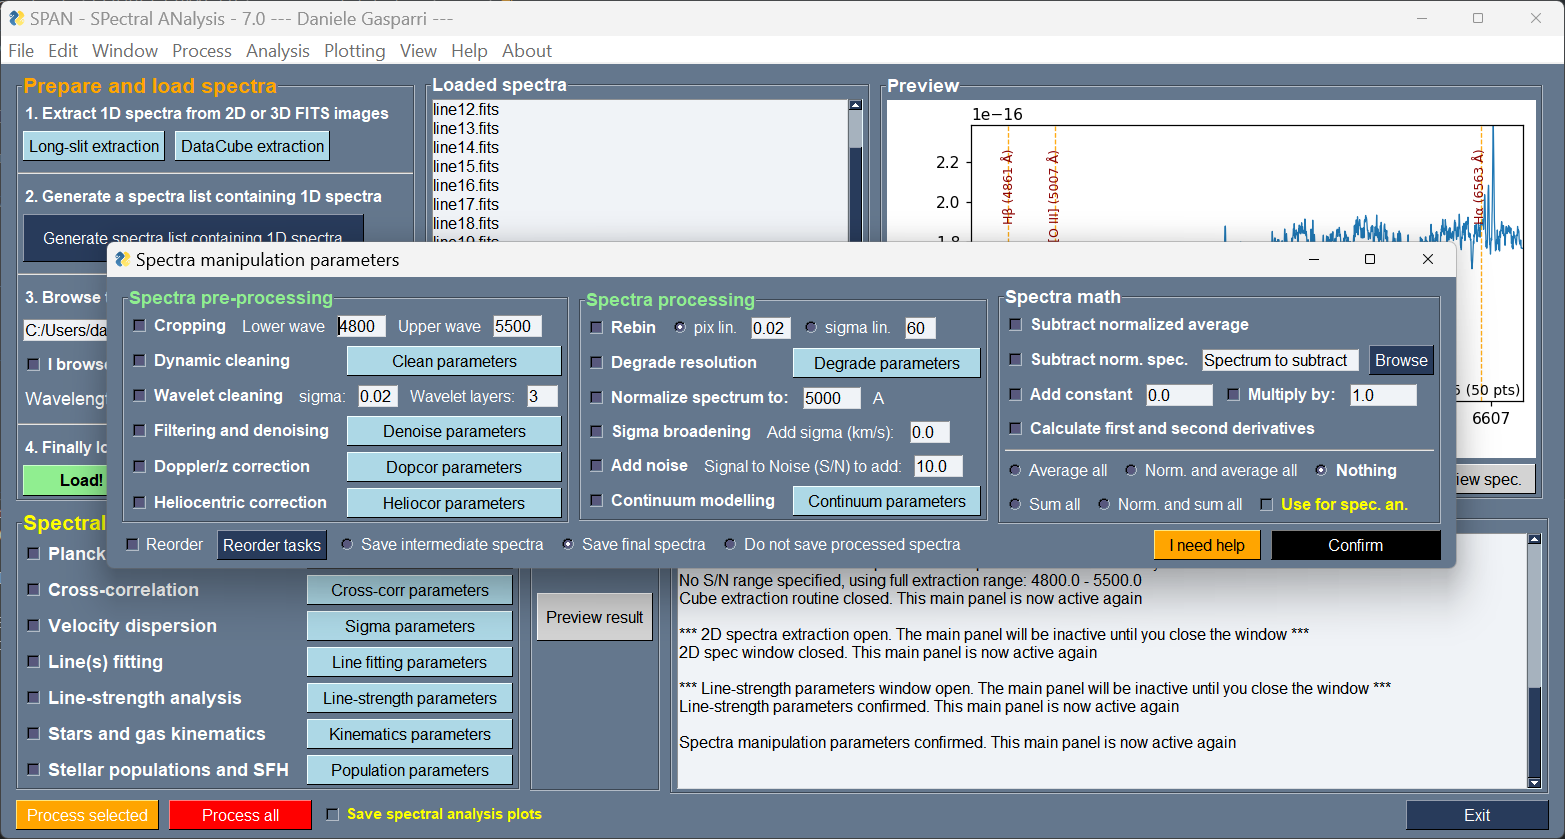 SPAN - SPectral ANalysis - 7.0 --- Daniele Gasparri ---
File Edit Window Process Analysis Plotting View Help About
Prepare and load spectra
1. Extract 1D spectra from 2D or 3D FITS images
Long-slit extraction DataCube extraction
2. Generate a spectra list containing 1D spectra
Generate spectra list containing 1D spectra
3. Browse
C:/Users/da
I brows
Waveleng
4. Finally lo
Load!
Loaded spectra
line12.fits
line13.fits
line14.fits
line15.fits
line16.fits
line17.fits
line18.fits
line19.fits
Preview
1e−16
2.2
2.0
1.8
Hβ (4861 Å)
[O III] (5007 Å)
Hα (6563 Å)
5 (50 pts)
6607
iew spec.
Spectra manipulation parameters
Spectra pre-processing
Cropping Lower wave 4800 Upper wave 5500
Dynamic cleaning Clean parameters
Wavelet cleaning sigma: 0.02 Wavelet layers: 3
Filtering and denoising Denoise parameters
Doppler/z correction Dopcor parameters
Heliocentric correction Heliocor parameters
Spectra processing
Rebin pix lin. 0.02 sigma lin. 60
Degrade resolution Degrade parameters
Normalize spectrum to: 5000 A
Sigma broadening Add sigma (km/s): 0.0
Add noise Signal to Noise (S/N) to add: 10.0
Continuum modelling Continuum parameters
Spectra math
Subtract normalized average
Subtract norm. spec. Spectrum to subtract Browse
Add constant 0.0 Multiply by: 1.0
Calculate first and second derivatives
Average all Norm. and average all Nothing
Sum all Norm. and sum all Use for spec. an.
Reorder Reorder tasks Save intermediate spectra Save final spectra Do not save processed spectra
I need help Confirm
Spectral
Planck
Cross-correlation Cross-corr parameters
Velocity dispersion Sigma parameters
Line(s) fitting Line fitting parameters
Line-strength analysis Line-strength parameters
Stars and gas kinematics Kinematics parameters
Stellar populations and SFH Population parameters
Preview result
No S/N range specified, using full extraction range: 4800.0 - 5500.0
Cube extraction routine closed. This main panel is now active again
*** 2D spectra extraction open. The main panel will be inactive until you close the window ***
2D spec window closed. This main panel is now active again
*** Line-strength parameters window open. The main panel will be inactive until you close the window ***
Line-strength parameters confirmed. This main panel is now active again
Spectra manipulation parameters confirmed. This main panel is now active again
Process selected Process all Save spectral analysis plots Exit